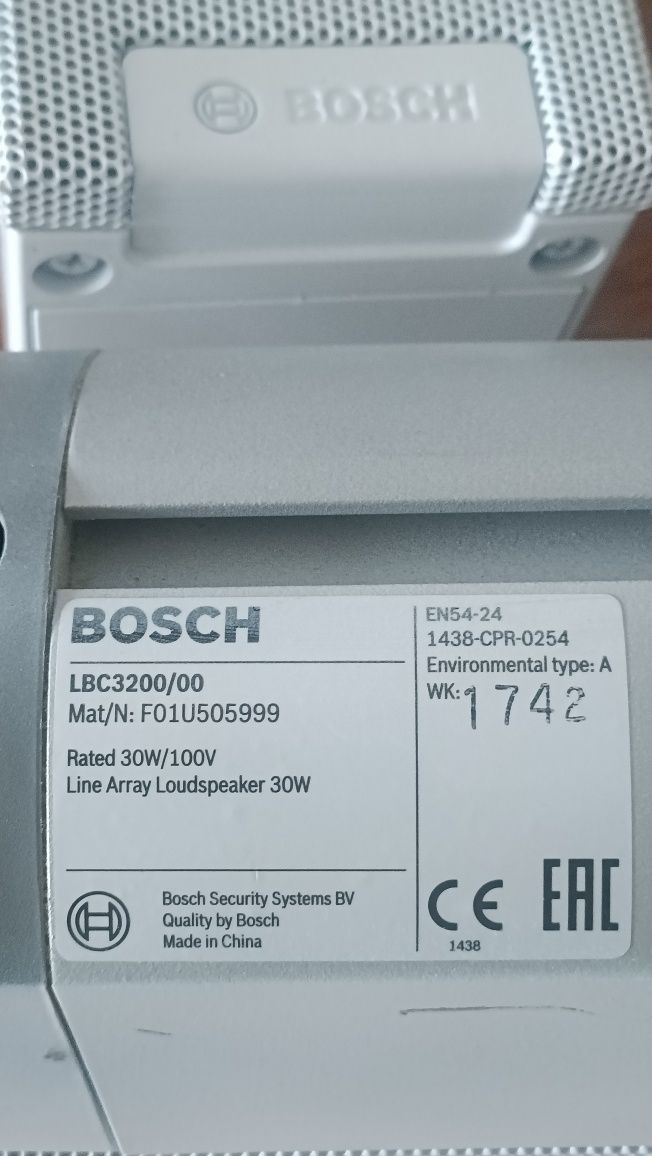 BOSCH
BOSCH
LBC3200/00
Mat/N: F01U505999
Rated 30W/100V
Line Array Loudspeaker 30W
Bosch Security Systems BV
Quality by Bosch
Made in China
EN54-24
1438-CPR-0254
Environmental type: A
WK: 1742
CE EAC
1438